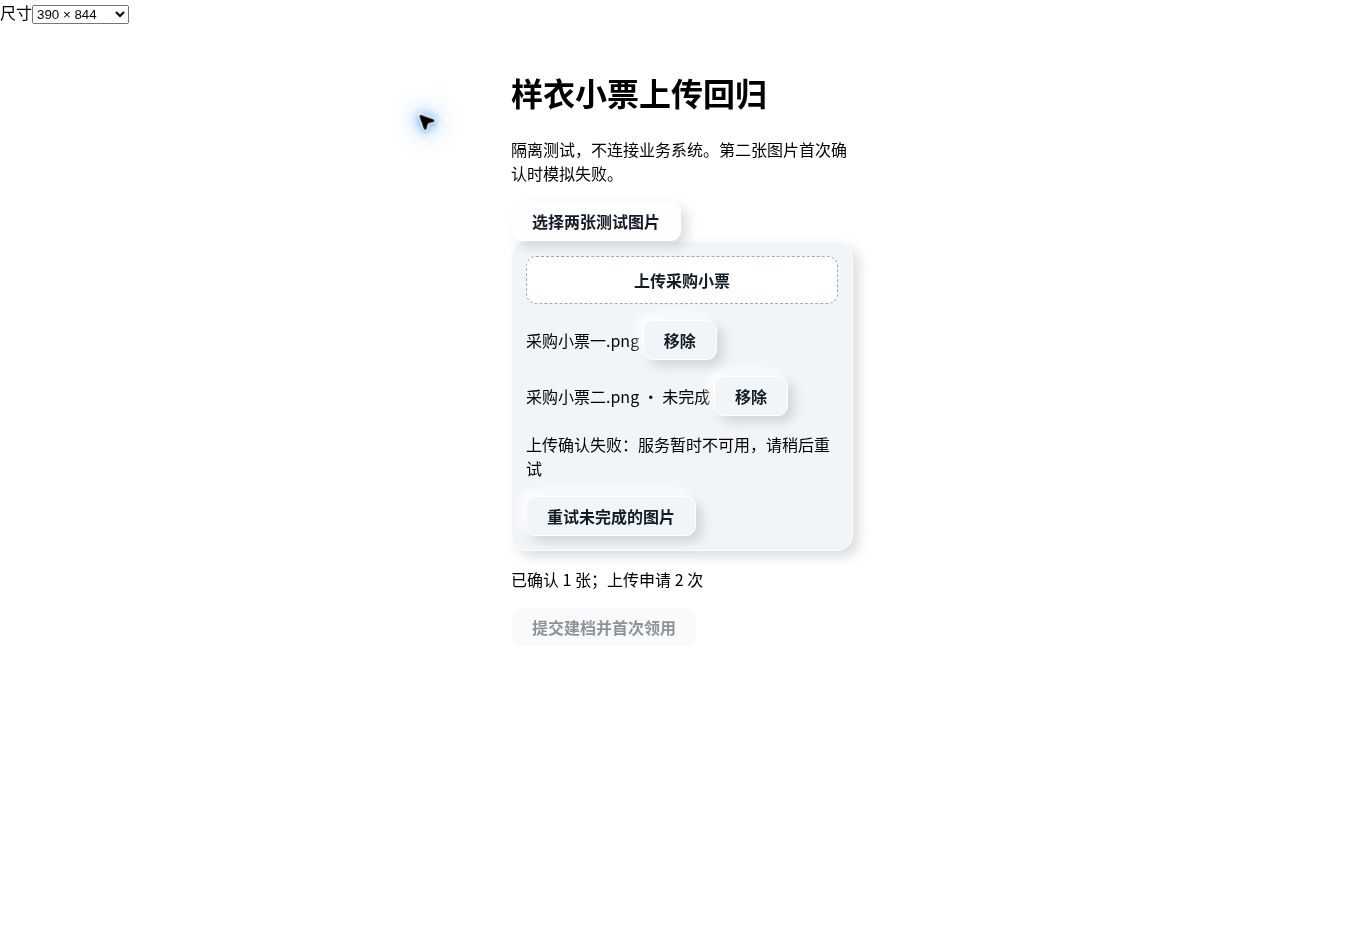 尺寸 390 × 844
样衣小票上传回归
隔离测试，不连接业务系统。第二张图片首次确
认时模拟失败。
选择两张测试图片
上传采购小票
采购小票一.png 移除
采购小票二.png · 未完成 移除
上传确认失败：服务暂时不可用，请稍后重
试
重试未完成的图片
已确认 1 张；上传申请 2 次
提交建档并首次领用